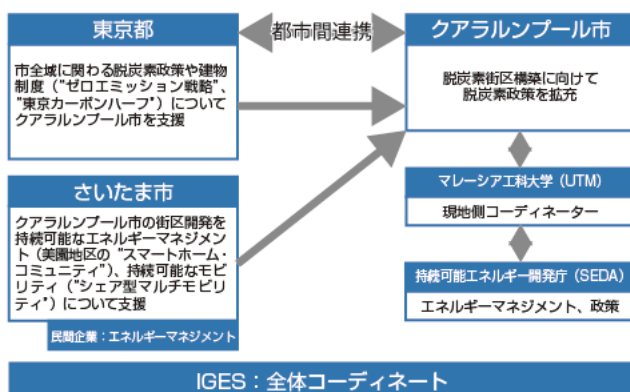 東京都
市全域に関わる脱炭素政策や建物
制度("ゼロエミッション戦略"、
"東京カーボンハーフ")について
クアラルンプール市を支援
都市間連携
クアラルンプール市
脱炭素街区構築に向けて
脱炭素政策を拡充
さいたま市
クアラルンプール市の街区開発を
持続可能なエネルギーマネジメン
ト(美園地区の "スマートホーム・
コミュニティ")、持続可能なモビ
リティ("シェア型マルチモビリ
ティ")について支援
民間企業:エネルギーマネジメント
マレーシア工科大学(UTM)
現地側コーディネーター
持続可能エネルギー開発庁(SEDA)
エネルギーマネジメント、政策
IGES:全体コーディネート